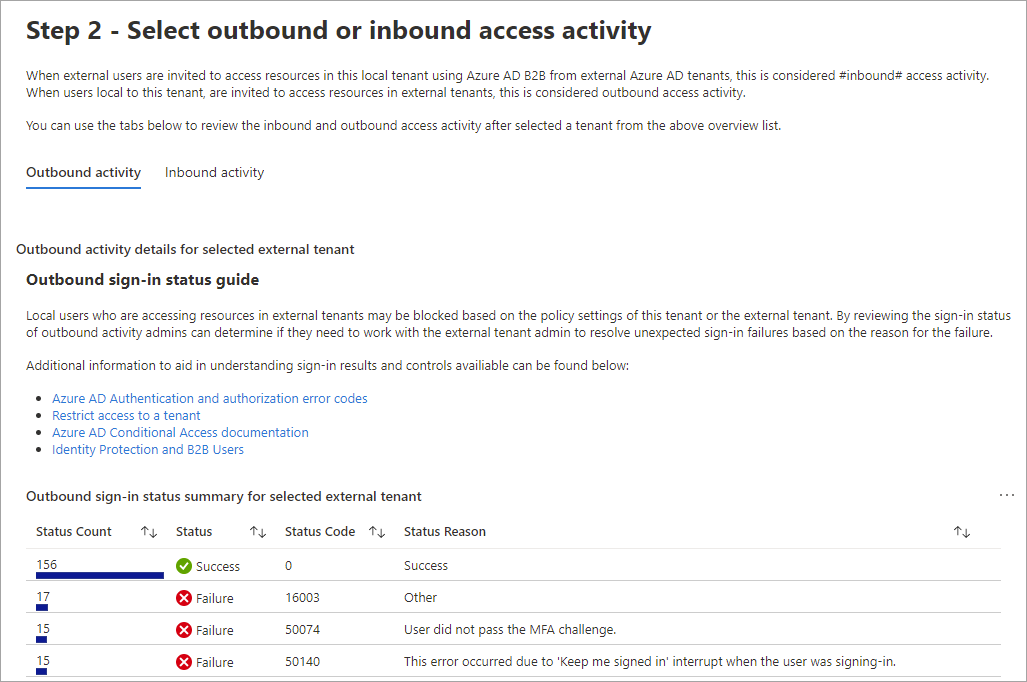 Step 2 - Select outbound or inbound access activity
When external users are invited to access resources in this local tenant using Azure AD B2B from external Azure AD tenants, this is considered #inbound# access activity.
When users local to this tenant, are invited to access resources in external tenants, this is considered outbound access activity.
You can use the tabs below to review the inbound and outbound access activity after selected a tenant from the above overview list.
Outbound activity Inbound activity
Outbound activity details for selected external tenant
Outbound sign-in status guide
Local users who are accessing resources in external tenants may be blocked based on the policy settings of this tenant or the external tenant. By reviewing the sign-in status
of outbound activity admins can determine if they need to work with the external tenant admin to resolve unexpected sign-in failures based on the reason for the failure.
Additional information to aid in understanding sign-in results and controls availiable can be found below:
Azure AD Authentication and authorization error codes
Restrict access to a tenant
Azure AD Conditional Access documentation
Identity Protection and B2B Users
Outbound sign-in status summary for selected external tenant
Status Count Status Status Code Status Reason
156 Success 0 Success
17 Failure 16003 Other
15 Failure 50074 User did not pass the MFA challenge.
15 Failure 50140 This error occurred due to 'Keep me signed in' interrupt when the user was signing-in.